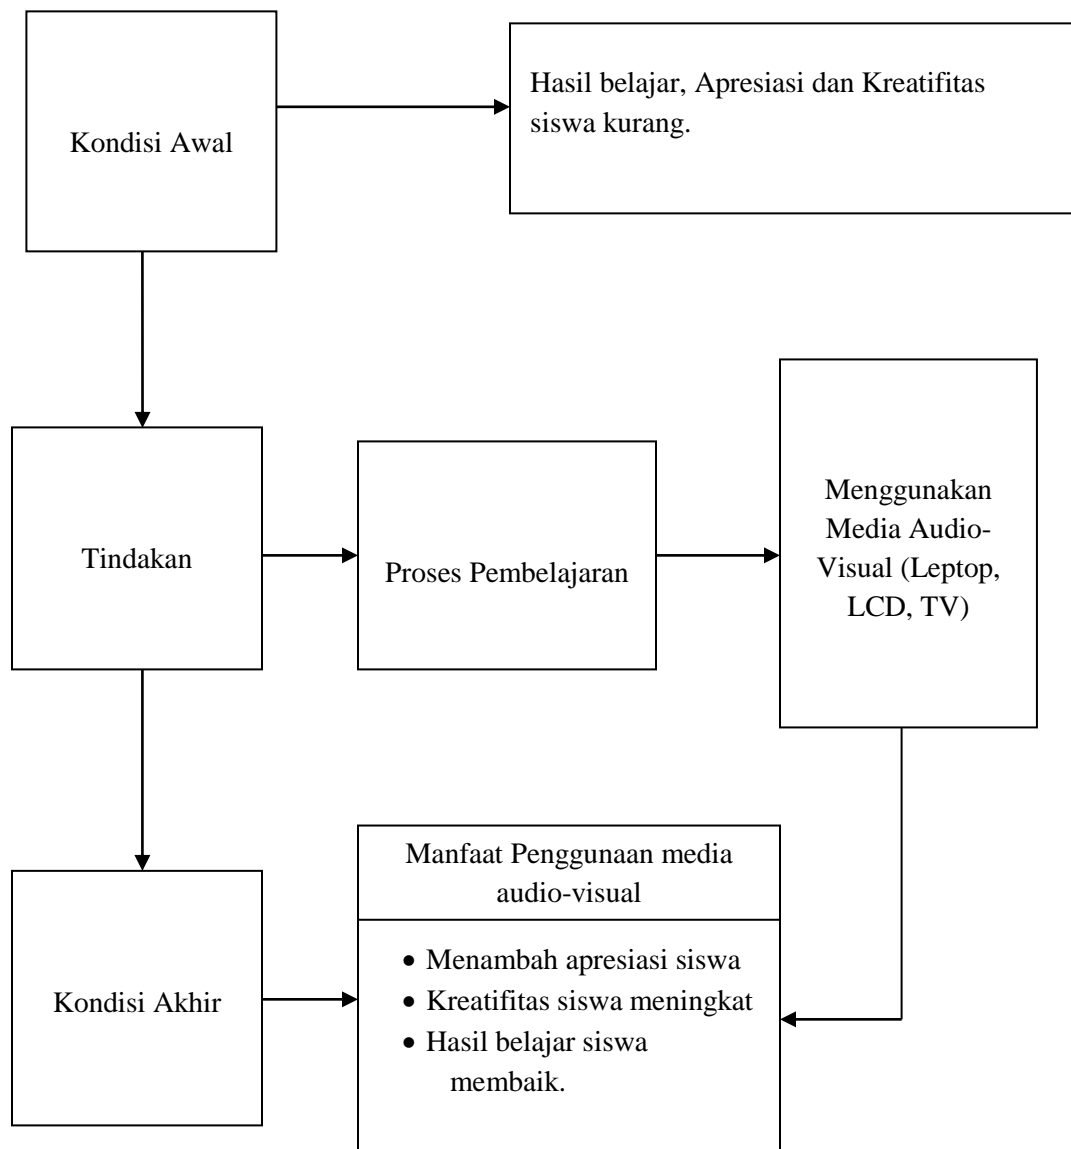 Kondisi Awal
Hasil belajar, Apresiasi dan Kreatifitas
siswa kurang.
Tindakan
Proses Pembelajaran
Menggunakan
Media Audio-
Visual (Leptop,
LCD, TV)
Kondisi Akhir
Manfaat Penggunaan media
audio-visual
• Menambah apresiasi siswa
• Kreatifitas siswa meningkat
• Hasil belajar siswa
membaik.